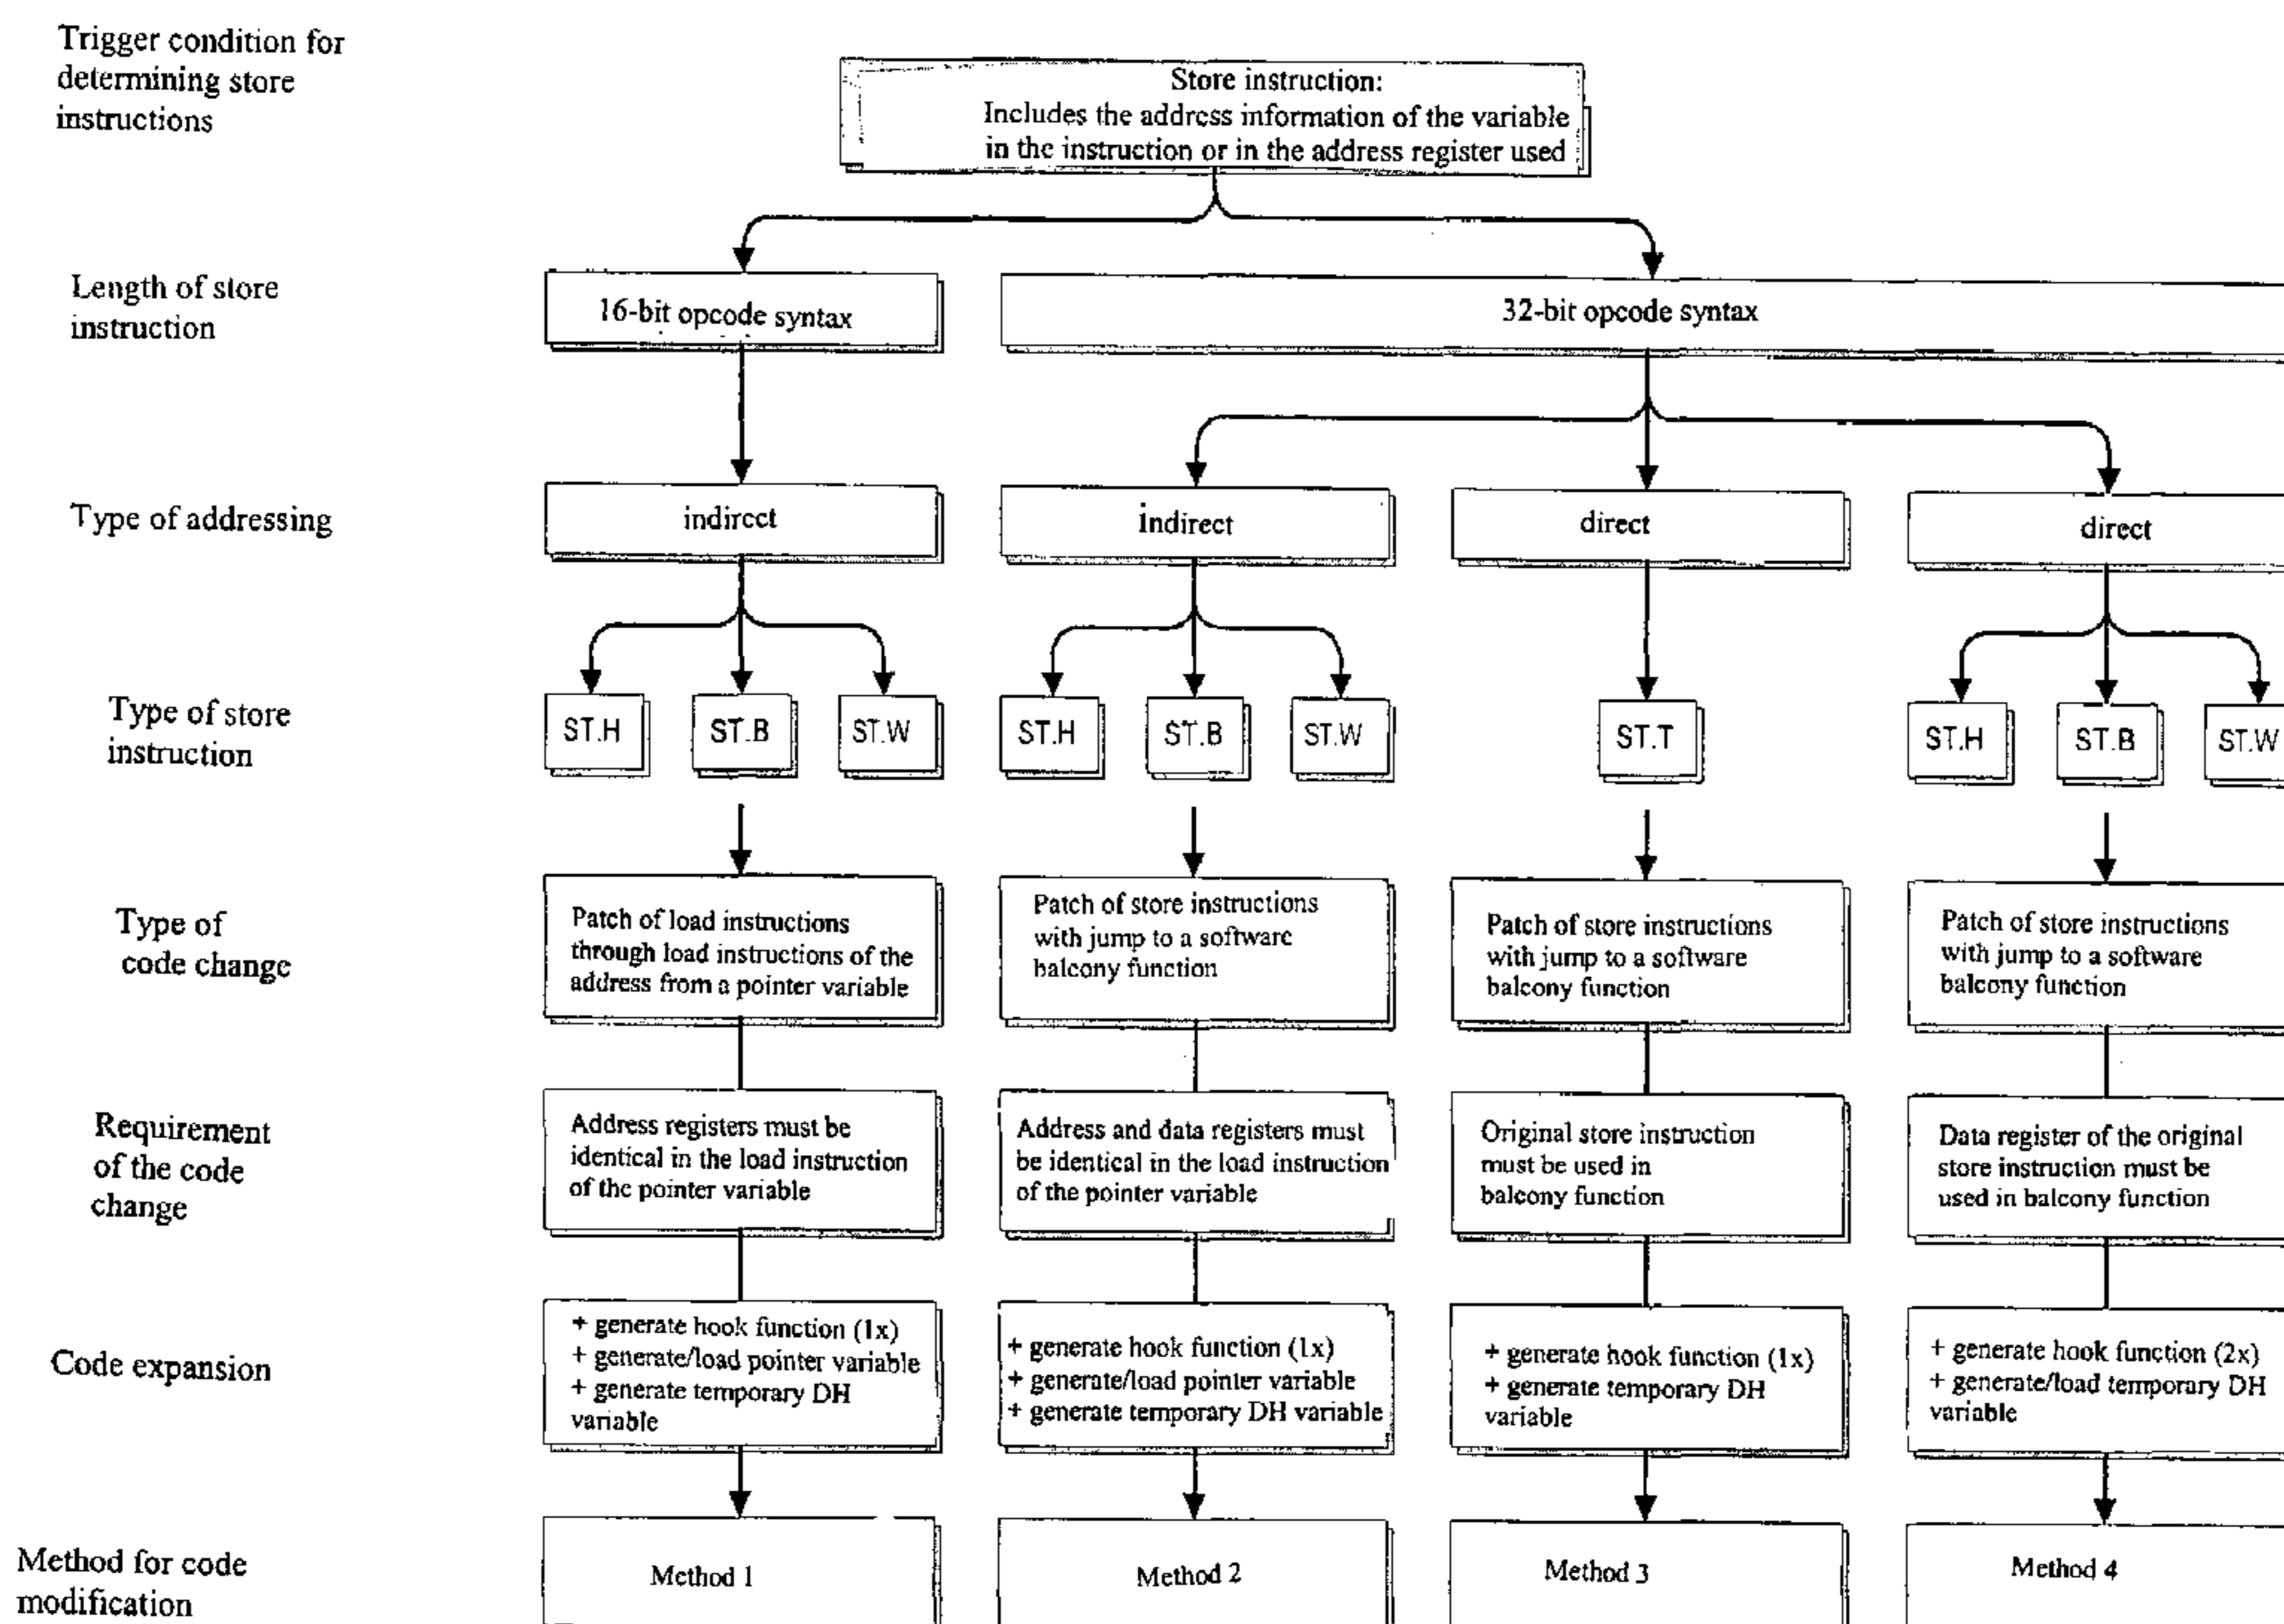 Trigger condition for
determining store
instructions
Store instruction:
Includes the address information of the variable
in the instruction or in the address register used
Length of store
instruction
16-bit opcode syntax
32-bit opcode syntax
Type of addressing
indirect
indirect
direct
direct
Type of store
instruction
ST.H
ST.B
ST.W
ST.H
ST.B
ST.W
ST.T
ST.H
ST.B
ST.W
Type of
code change
Patch of load instructions
through load instructions of the
address from a pointer variable
Patch of store instructions
with jump to a software
balcony function
Patch of store instructions
with jump to a software
balcony function
Patch of store instructions
with jump to a software
balcony function
Requirement
of the code
change
Address registers must be
identical in the load instruction
of the pointer variable
Address and data registers must
be identical in the load instruction
of the pointer variable
Original store instruction
must be used in
balcony function
Data register of the original
store instruction must be
used in balcony function
Code expansion
+ generate hook function (1x)
+ generate/load pointer variable
+ generate temporary DH
variable
+ generate hook function (1x)
+ generate/load pointer variable
+ generate temporary DH variable
+ generate hook function (1x)
+ generate temporary DH
variable
+ generate hook function (2x)
+ generate/load temporary DH
variable
Method for code
modification
Method 1
Method 2
Method 3
Method 4